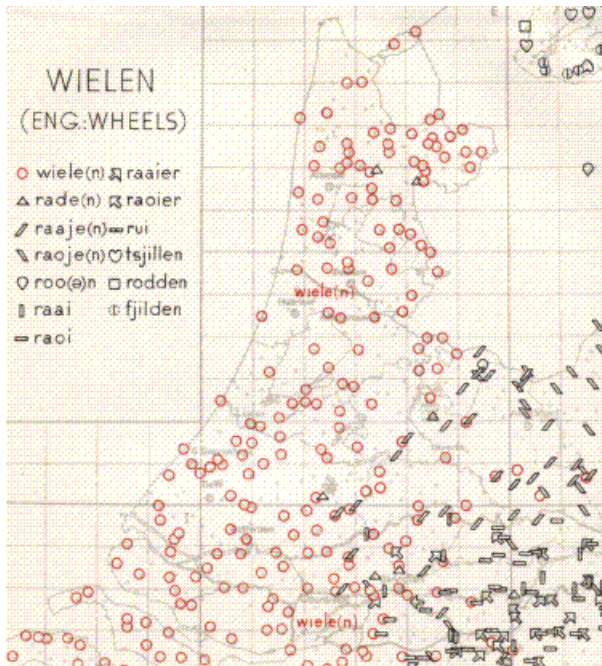 WIELEN
(ENG.:WHEELS)
wiele(n) raaier
rade(n) raoier
raaje(n) rui
raoje(n) tsjillen
roo(ə)n rodden
raai fjilden
raoi
wiele(n)
wiele(n)